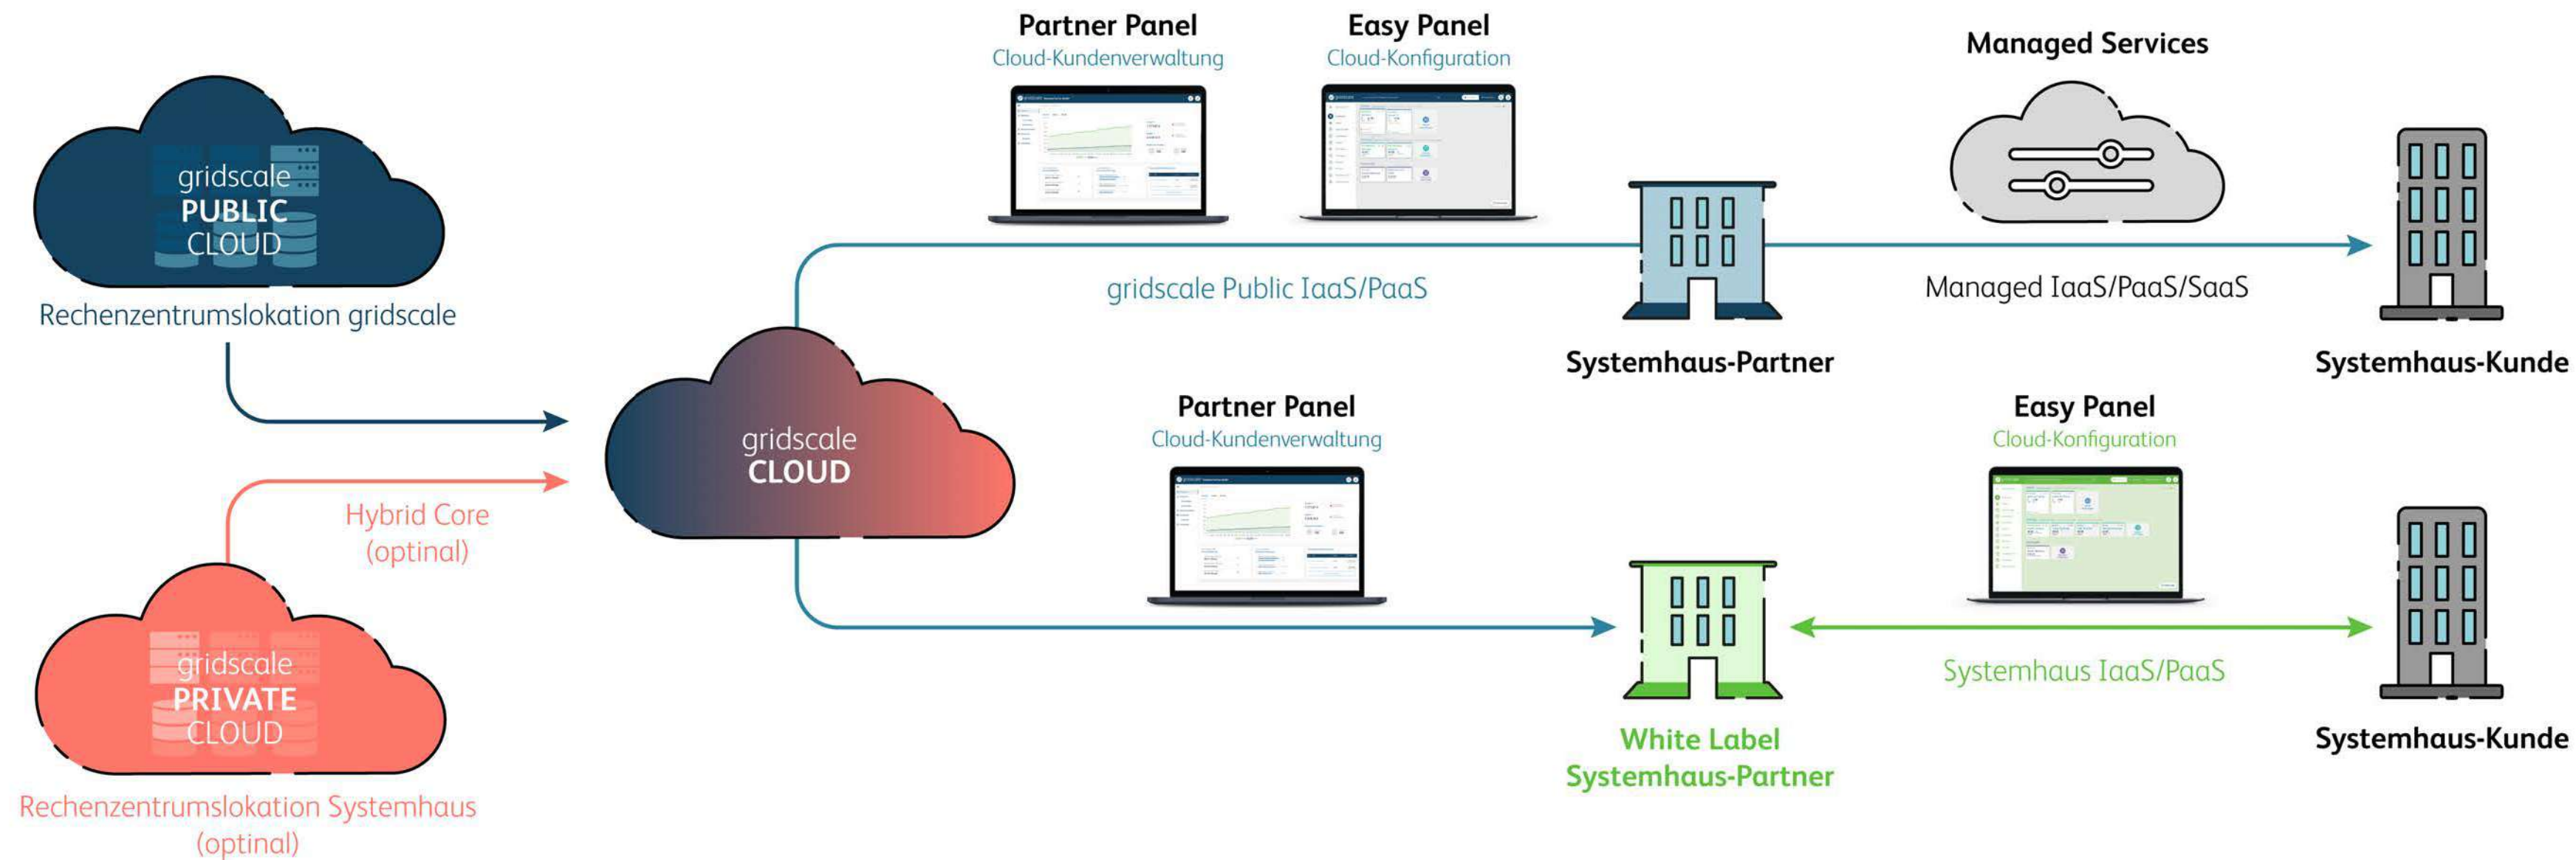 Partner Panel
Cloud-Kundenverwaltung
Easy Panel
Cloud-Konfiguration
Managed Services
gridscale
PUBLIC
CLOUD
Rechenzentrumslokation gridscale
gridscale Public IaaS/PaaS
Managed IaaS/PaaS/SaaS
Systemhaus-Partner
Systemhaus-Kunde
gridscale
CLOUD
Partner Panel
Cloud-Kundenverwaltung
Easy Panel
Cloud-Konfiguration
Hybrid Core
(optinal)
gridscale
PRIVATE
CLOUD
Rechenzentrumslokation Systemhaus
(optinal)
Systemhaus IaaS/PaaS
White Label
Systemhaus-Partner
Systemhaus-Kunde